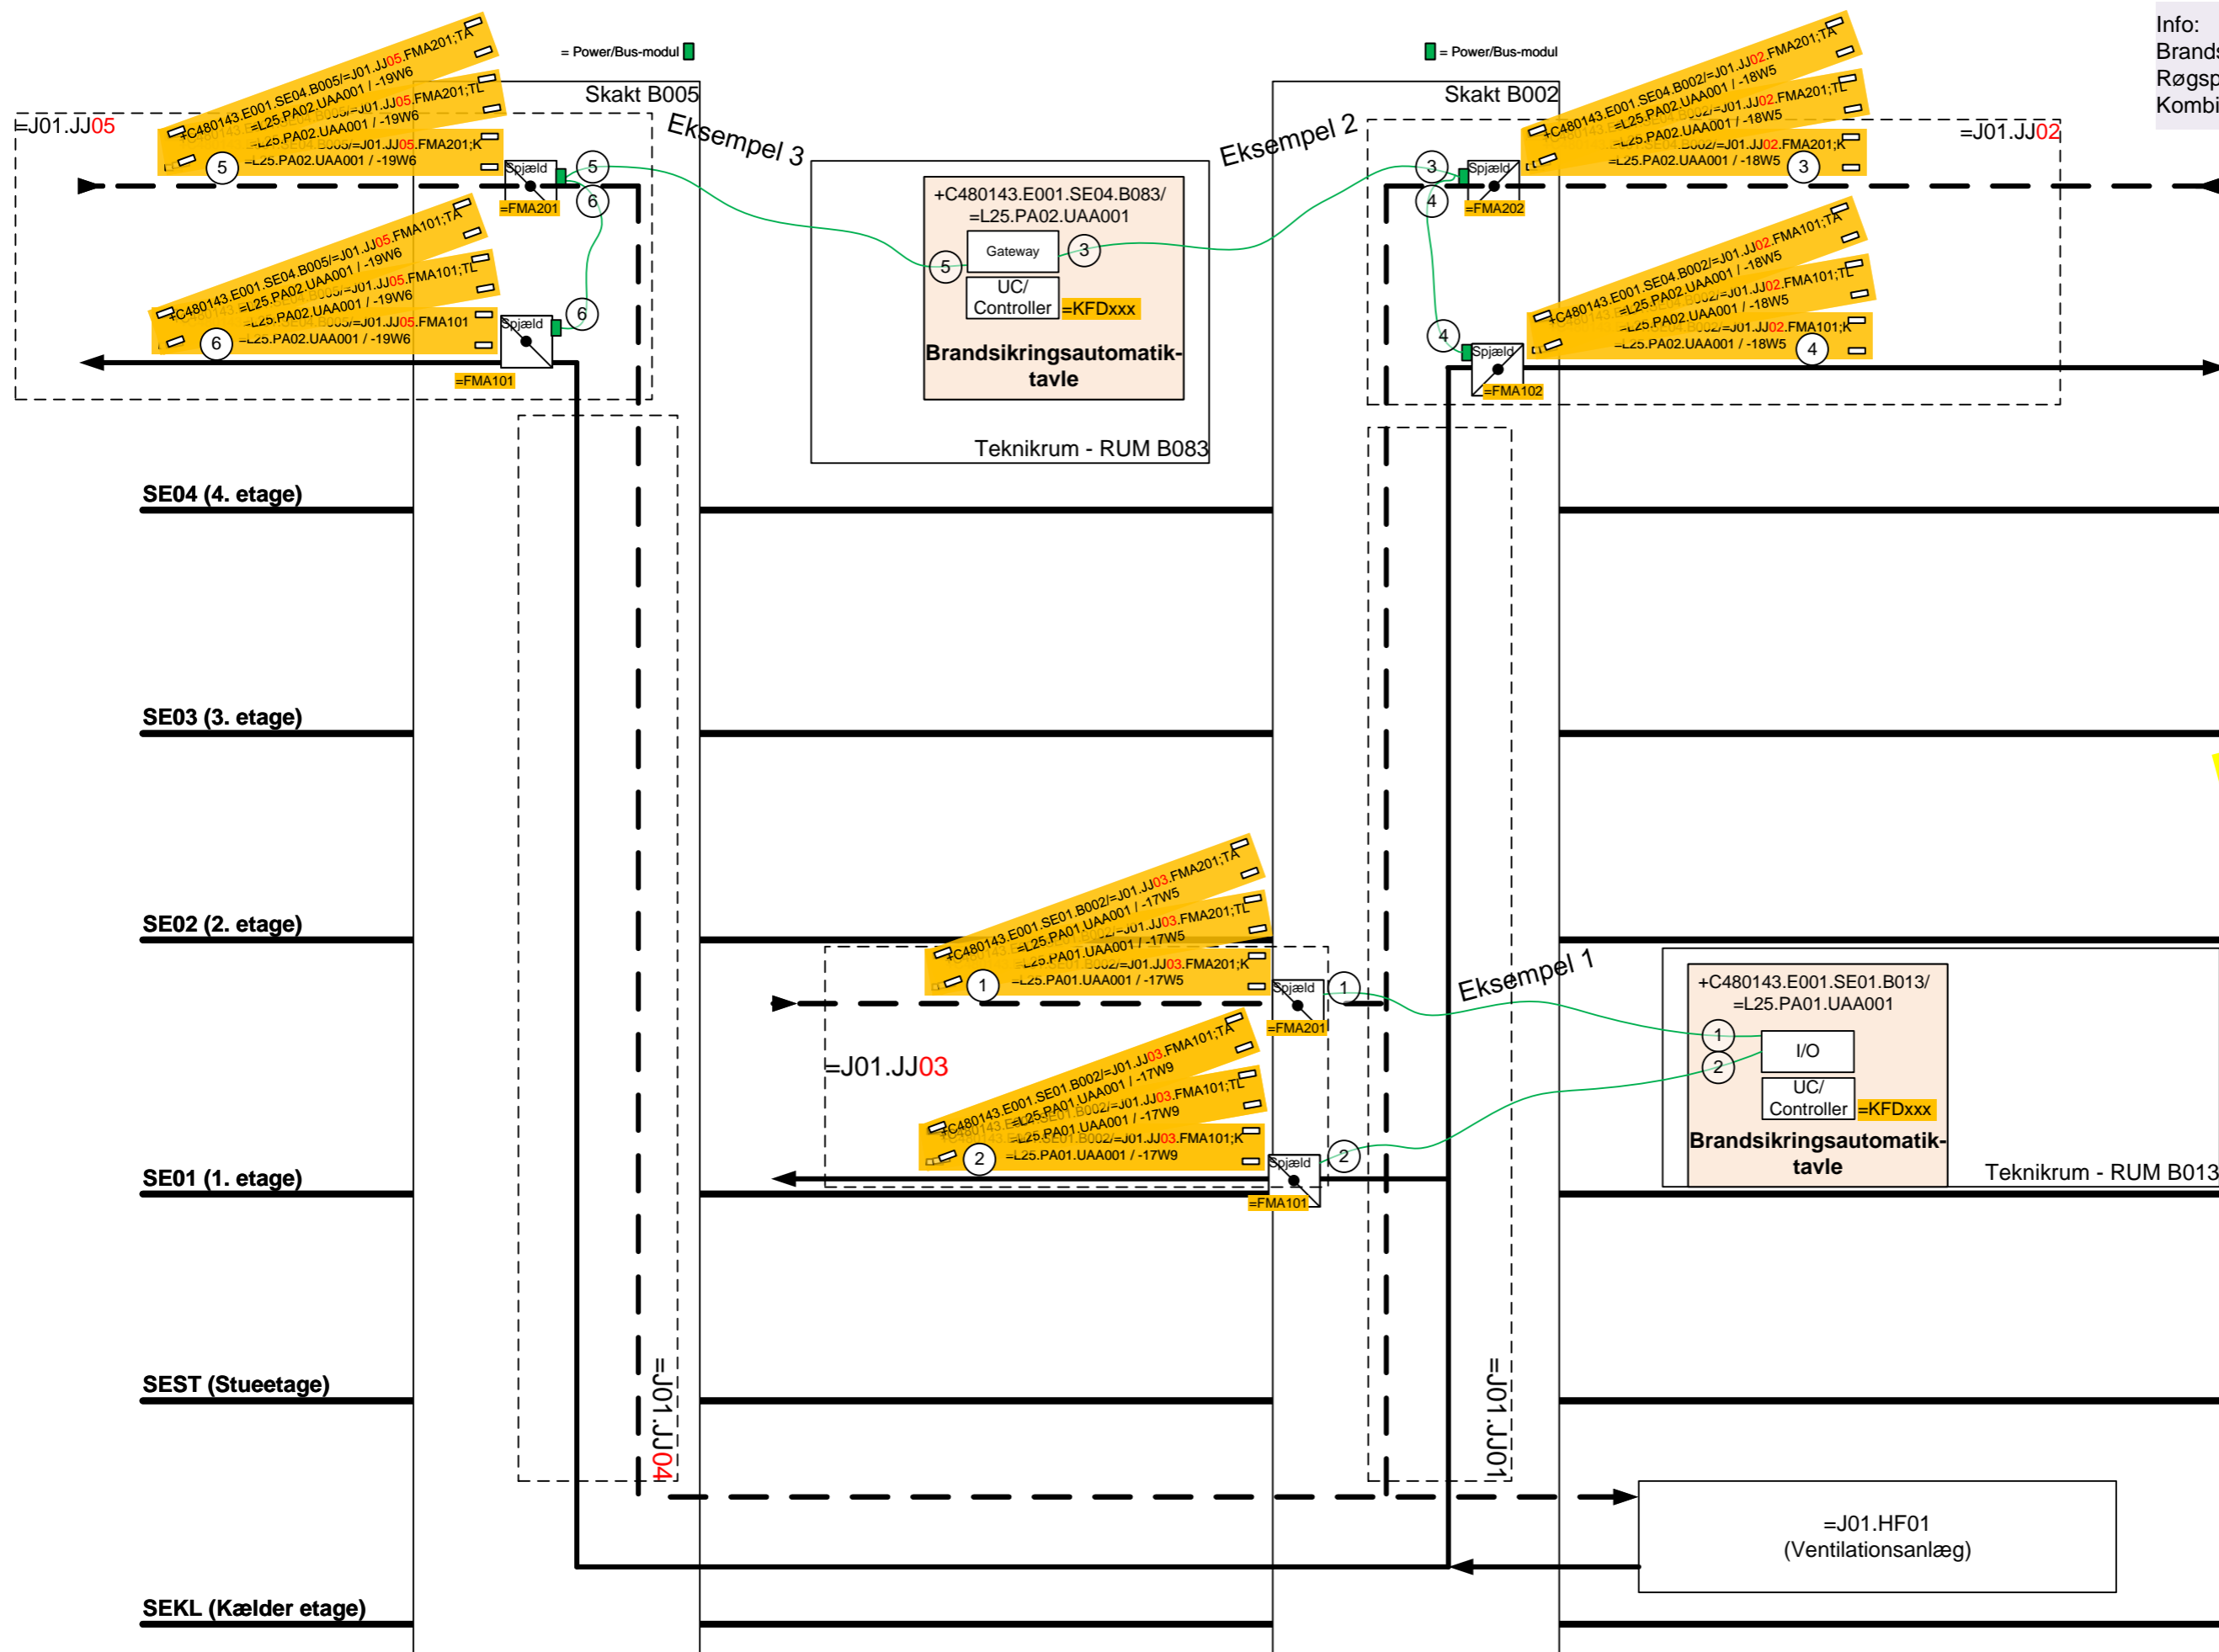 = Power/Bus-modul
= Power/Bus-modul
Info:
Skakt B005
Skakt B002
=J01.JJ05
=J01.JJ02
Eksempel 3
Eksempel 2
+C480143.E001.SE04.B005/=J01.JJ05.FMA201;TA
=L25.PA02.UAA001 / -19W6
=J01.JJ05.FMA201;TL
=L25.PA02.UAA001 / -19W6
=J01.JJ05.FMA201;K
=L25.PA02.UAA001 / -19W6
5
Spjæld
=FMA201
5
6
+C480143.E001.SE04.B005/=J01.JJ05.FMA101;TA
=L25.PA02.UAA001 / -19W6
=J01.JJ05.FMA101;TL
=L25.PA02.UAA001 / -19W6
=J01.JJ05.FMA101
=L25.PA02.UAA001 / -19W6
6
Spjæld
=FMA101
6
+C480143.E001.SE04.B083/
=L25.PA02.UAA001
Gateway
5
3
UC/
Controller
=KFDxxx
Brandsikringsautomatik-
tavle
Teknikrum - RUM B083
+C480143.E001.SE04.B002/=J01.JJ02.FMA201;TA
=L25.PA02.UAA001 / -18W5
=J01.JJ02.FMA201;TL
=L25.PA02.UAA001 / -18W5
=J01.JJ02.FMA201;K
=L25.PA02.UAA001 / -18W5
3
3
4
Spjæld
=FMA202
+C480143.E001.SE04.B002/=J01.JJ02.FMA101;TA
=L25.PA02.UAA001 / -18W5
=J01.JJ02.FMA101;TL
=L25.PA02.UAA001 / -18W5
=J01.JJ02.FMA101;K
=L25.PA02.UAA001 / -18W5
4
4
Spjæld
=FMA102
SE04 (4. etage)
SE03 (3. etage)
SE02 (2. etage)
+C480143.E001.SE01.B002/=J01.JJ03.FMA201;TA
=L25.PA01.UAA001 / -17W5
=J01.JJ03.FMA201;TL
=L25.PA01.UAA001 / -17W5
=J01.JJ03.FMA201;K
=L25.PA01.UAA001 / -17W5
1
Spjæld
1
=FMA201
Eksempel 1
=J01.JJ03
+C480143.E001.SE01.B002/=J01.JJ03.FMA101;TA
=L25.PA01.UAA001 / -17W9
=J01.JJ03.FMA101;TL
=L25.PA01.UAA001 / -17W9
=J01.JJ03.FMA101;K
=L25.PA01.UAA001 / -17W9
2
Spjæld
2
=FMA101
+C480143.E001.SE01.B013/
=L25.PA01.UAA001
1
2
I/O
UC/
Controller
=KFDxxx
Brandsikringsautomatik-
tavle
Teknikrum - RUM B013
SE01 (1. etage)
SEST (Stueetage)
=J01.JJ04
=J01.JJ01
=J01.HF01
(Ventilationsanlæg)
SEKL (Kælder etage)